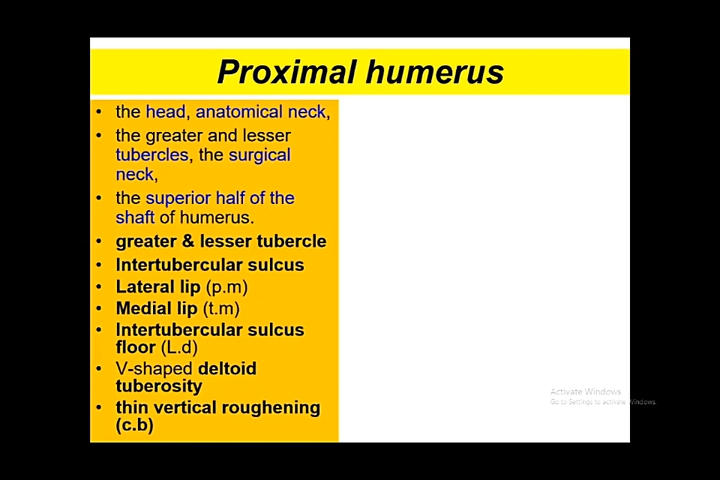 Proximal humerus
• the head, anatomical neck,
• the greater and lesser
tubercles, the surgical
neck,
• the superior half of the
shaft of humerus.
• greater & lesser tubercle
• Intertubercular sulcus
• Lateral lip (p.m)
• Medial lip (t.m)
• Intertubercular sulcus
floor (L.d)
• V-shaped deltoid
tuberosity
• thin vertical roughening
(c.b)
Activate Windows
Go to Settings to activate Windows.